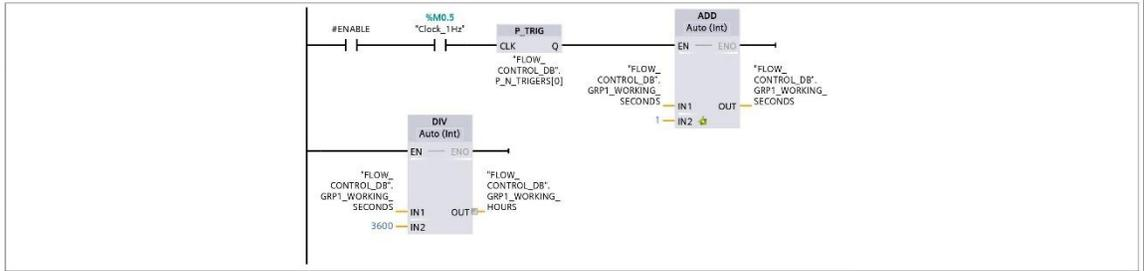 #ENABLE
%M0.5
"Clock_1Hz"
P_TRIG
CLK Q
"FLOW_
CONTROL_DB".
P_N_TRIGERS[0]
ADD
Auto (Int)
EN ENO
"FLOW_
CONTROL_DB".
GRP1_WORKING_
SECONDS
IN1
1
IN2
OUT
"FLOW_
CONTROL_DB".
GRP1_WORKING_
SECONDS
DIV
Auto (Int)
EN ENO
"FLOW_
CONTROL_DB".
GRP1_WORKING_
SECONDS
IN1
3600
IN2
OUT
"FLOW_
CONTROL_DB".
GRP1_WORKING_
HOURS